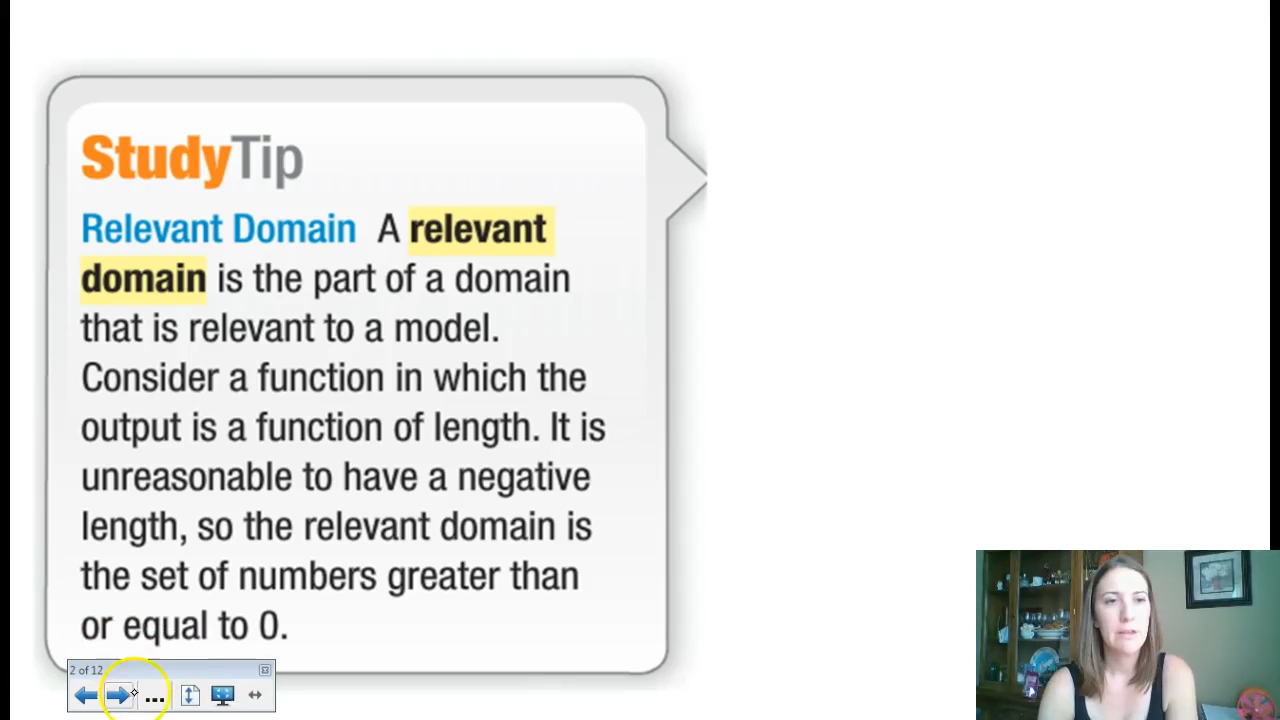 StudyTip
Relevant Domain A relevant
domain is the part of a domain
that is relevant to a model.
Consider a function in which the
output is a function of length. It is
unreasonable to have a negative
length, so the relevant domain is
the set of numbers greater than
or equal to 0.
2 of 12
...